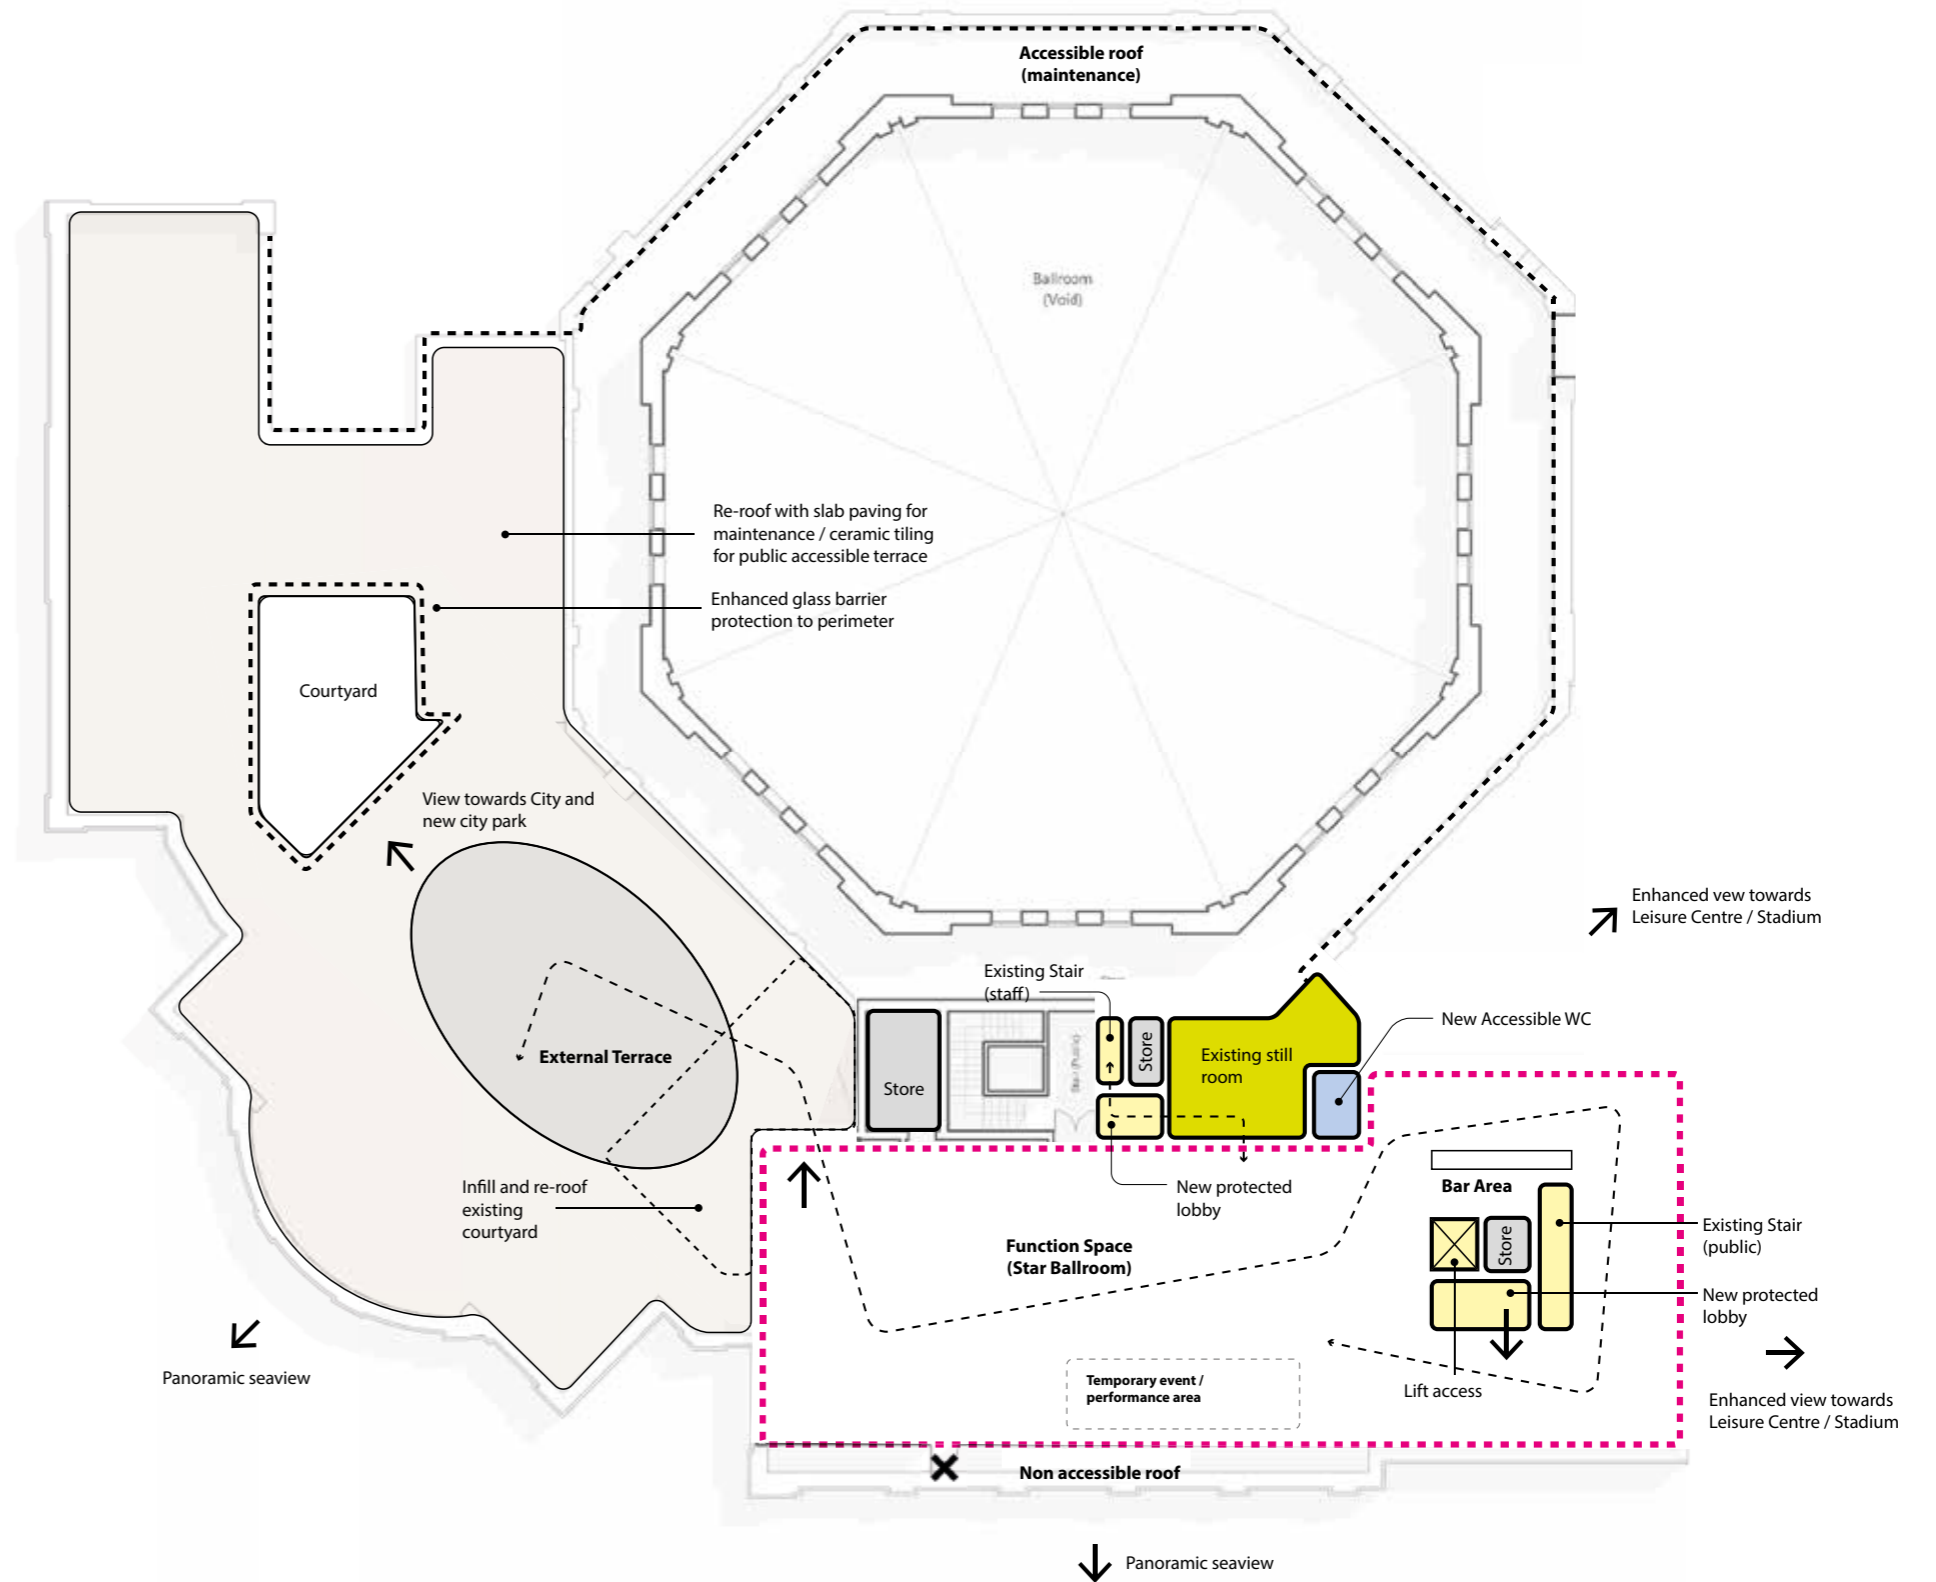 Accessible roof
(maintenance)
Ballroom
(Void)
Re-roof with slab paving for
maintenance / ceramic tiling
for public accessible terrace
Enhanced glass barrier
protection to perimeter
Courtyard
View towards City and
new city park
Enhanced vew towards
Leisure Centre / Stadium
Existing Stair
(staff)
New Accessible WC
Store
Stair (Public)
Store
Existing still
room
External Terrace
Infill and re-roof
existing
courtyard
New protected
lobby
Bar Area
Function Space
(Star Ballroom)
Store
Existing Stair
(public)
New protected
lobby
Lift access
Temporary event /
performance area
Panoramic seaview
Enhanced view towards
Leisure Centre / Stadium
Non accessible roof
Panoramic seaview